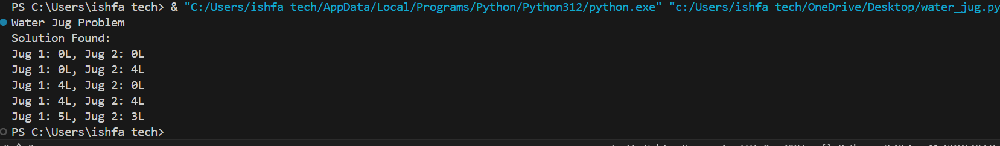 PS C:\Users\ishfa tech> & "C:/Users/ishfa tech/AppData/Local/Programs/Python/Python312/python.exe" "c:/Users/ishfa tech/OneDrive/Desktop/water_jug.py
Water Jug Problem
Solution Found:
Jug 1: 0L, Jug 2: 0L
Jug 1: 0L, Jug 2: 4L
Jug 1: 4L, Jug 2: 0L
Jug 1: 4L, Jug 2: 4L
Jug 1: 5L, Jug 2: 3L
PS C:\Users\ishfa tech>